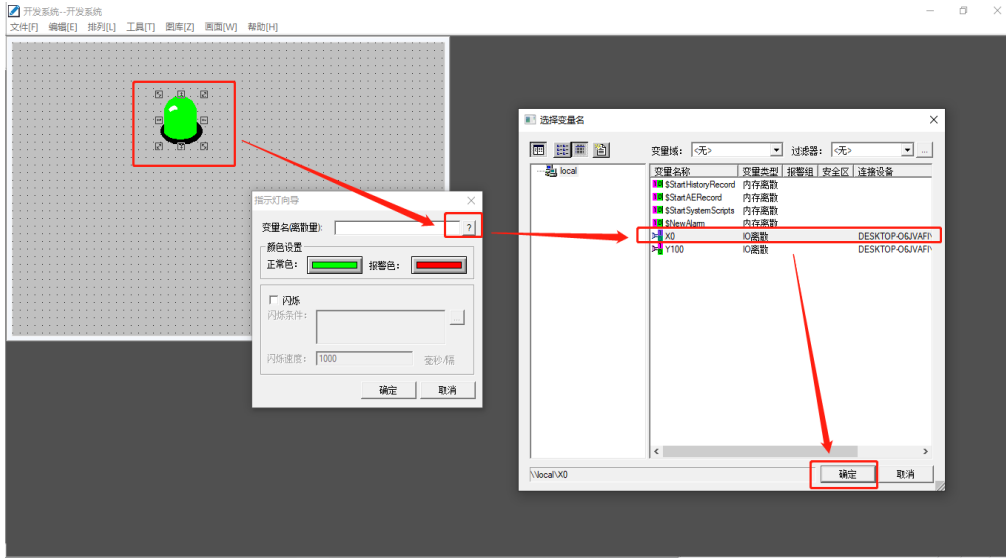 开发系统--开发系统
文件[F] 编辑[E] 排列[L] 工具[T] 图库[Z] 画面[W] 帮助[H]
指示灯向导
变量名(离散量): ?
颜色设置
正常色: 报警色:
闪烁
闪烁条件: ...
闪烁速度: 1000 毫秒/隔
确定 取消
选择变量名
变量域: <无> 过滤器: <无> ...
local
变量名称 变量类型 报警组 安全区 连接设备
$StartHistoryRecord 内存离散
$StartAERecord 内存离散
$StartSystemScripts 内存离散
$NewAlarm 内存离散
X0 IO离散 DESKTOP-O6JVAFI\
Y100 IO离散 DESKTOP-O6JVAFI\
\\local\X0
确定 取消